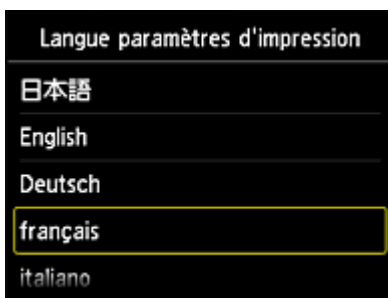 Langue paramètres d'impression
日本語
English
Deutsch
français
italiano